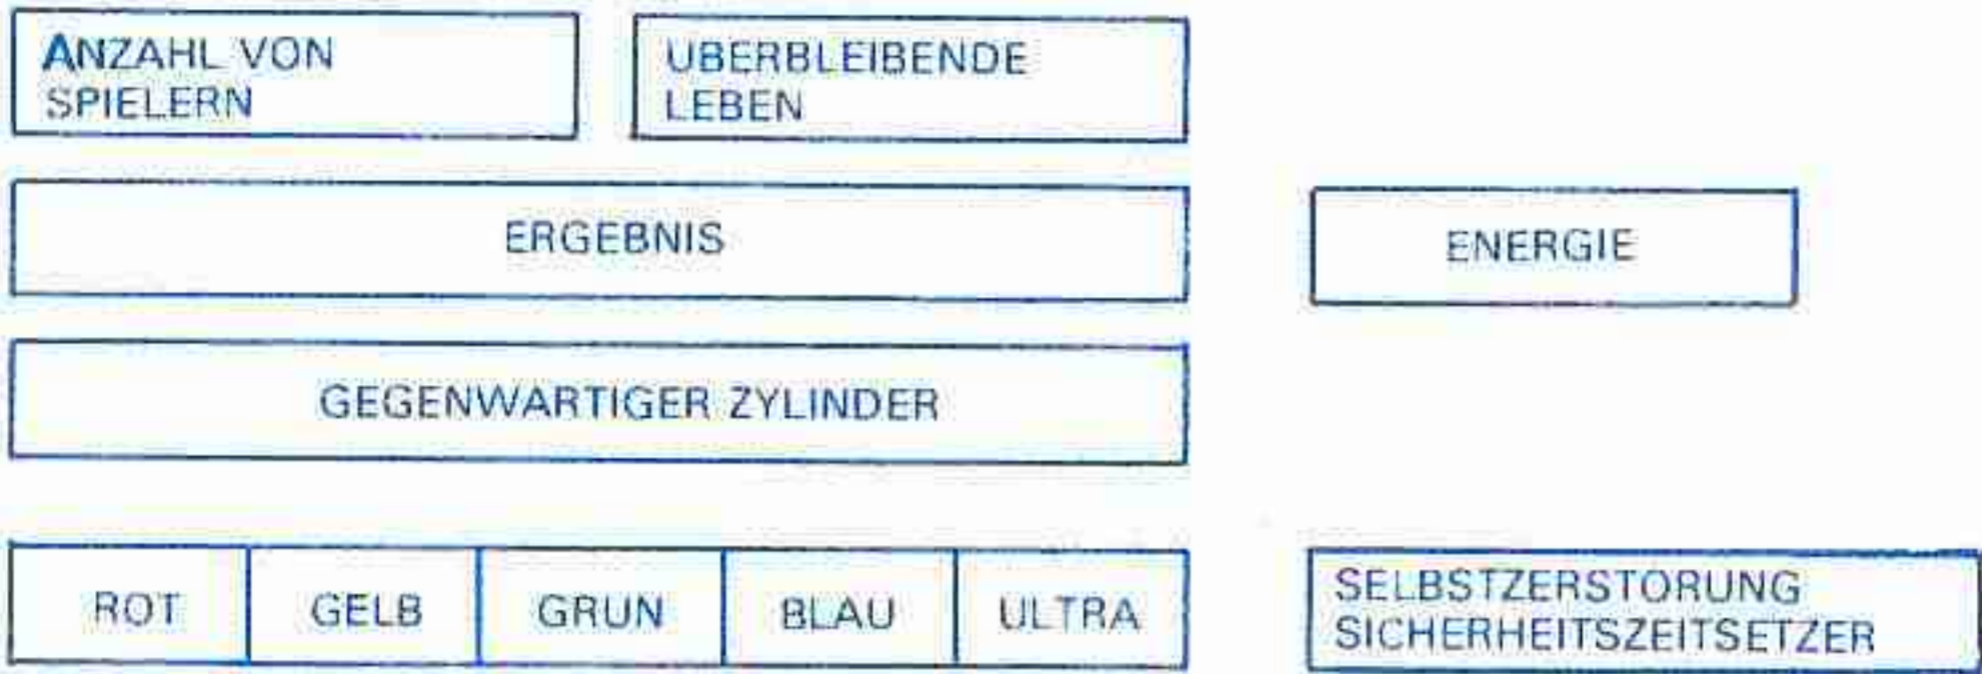 ANZAHL VON
SPIELERN
UBERBLEIBENDE
LEBEN
ERGEBNIS
ENERGIE
GEGENWARTIGER ZYLINDER
ROT
GELB
GRUN
BLAU
ULTRA
SELBSTZERSTORUNG
SICHERHEITSZEITSETZER